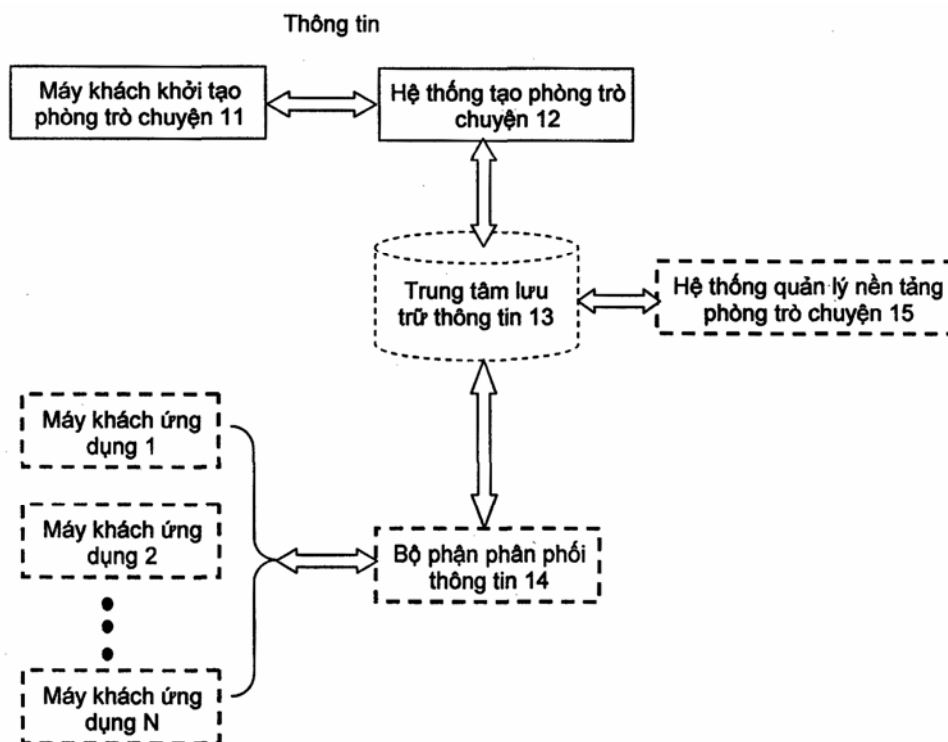 Thông tin
Máy khách khởi tạo
phòng trò chuyện 11
Hệ thống tạo phòng trò
chuyện 12
Trung tâm lưu
trữ thông tin 13
Hệ thống quản lý nền tảng
phòng trò chuyện 15
Máy khách ứng
dụng 1
Máy khách ứng
dụng 2
Bộ phận phân phối
thông tin 14
Máy khách ứng
dụng N